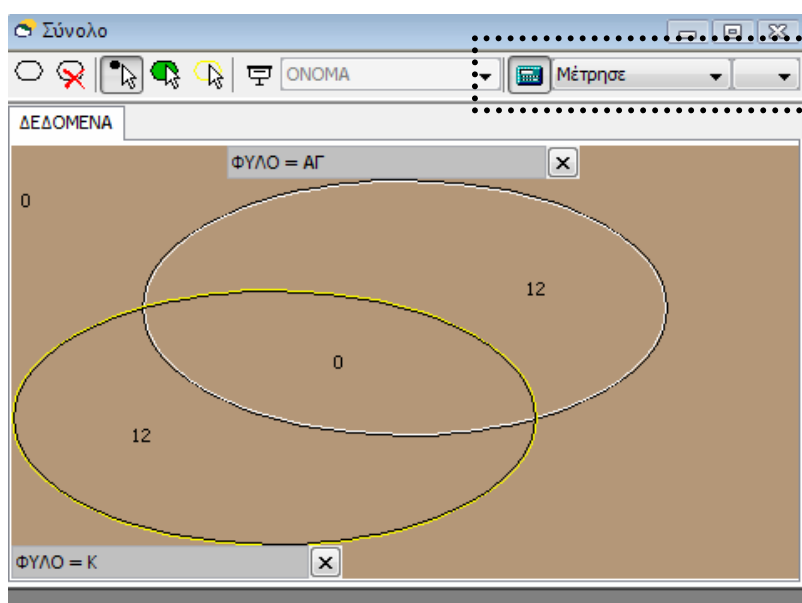 Σύνολο
ΟΝΟΜΑ Μέτρησε
ΔΕΔΟΜΕΝΑ
ΦΥΛΟ = ΑΓ
0
12
0
12
ΦΥΛΟ = Κ